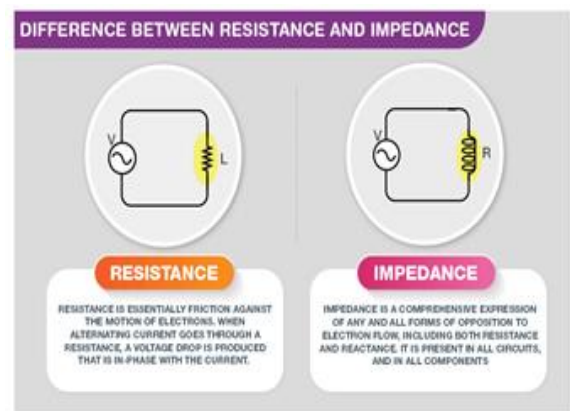 DIFFERENCE BETWEEN RESISTANCE AND IMPEDANCE
V
L
V
R
RESISTANCE
RESISTANCE IS ESSENTIALLY FRICTION AGAINST
THE MOTION OF ELECTRONS. WHEN
ALTERNATING CURRENT GOES THROUGH A
RESISTANCE, A VOLTAGE DROP IS PRODUCED
THAT IS IN-PHASE WITH THE CURRENT.
IMPEDANCE
IMPEDANCE IS A COMPREHENSIVE EXPRESSION
OF ANY AND ALL FORMS OF OPPOSITION TO
ELECTRON FLOW, INCLUDING BOTH RESISTANCE
AND REACTANCE. IT IS PRESENT IN ALL CIRCUITS,
AND IN ALL COMPONENTS